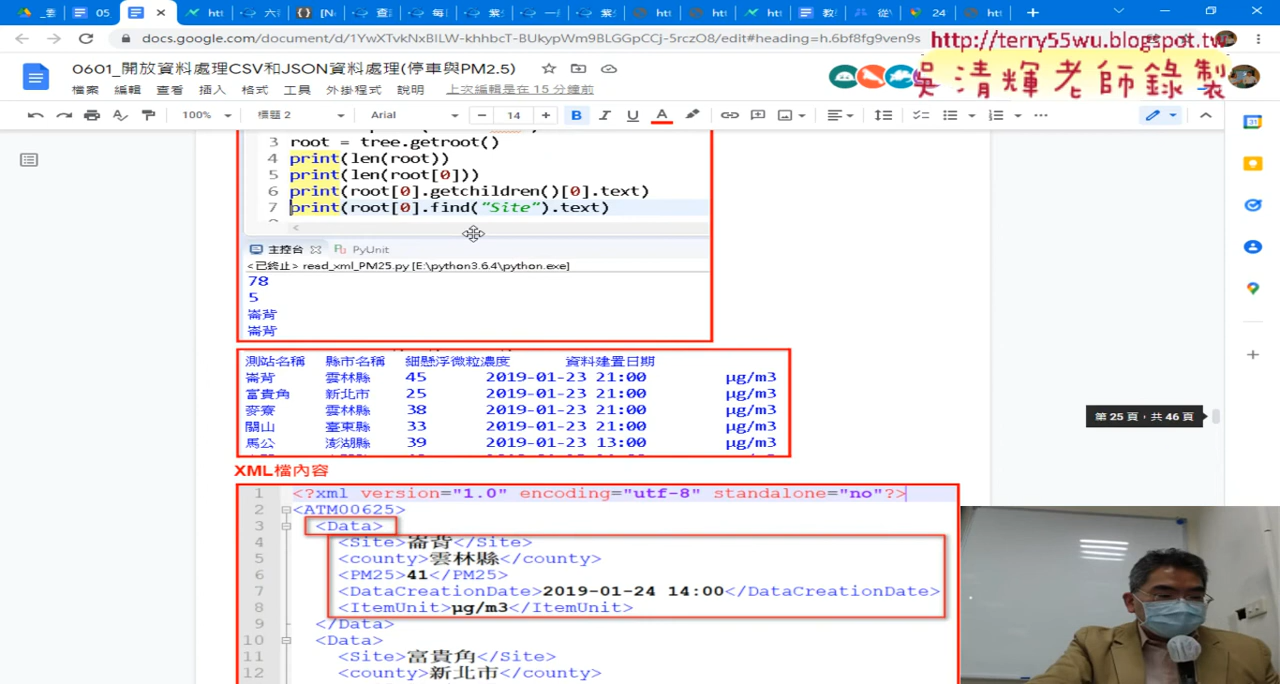 05
htt
六
[N
查
每
業
一
業
htt
htt
htt
教
從
24
htt
docs.google.com/document/d/1YwXTvkNxBILW-khhbcT-BUkypWm9BLGGpCCj-5rczO8/edit#heading=h.6bf8fg9ven9s
http://terry55wu.blogspot.tw
吳清輝老師錄製
0601_開放資料處理CSV和JSON資料處理(停車與PM2.5)
檔案 編輯 查看 插入 格式 工具 外掛程式 說明 上次編輯是在 15 分鐘前
100% 標題 2 Arial 14 B I U A
3 root = tree.getroot()
4 print(len(root))
5 print(len(root[0]))
6 print(root[0].getchildren()[0].text)
7 print(root[0].find("Site").text)
主控台 PyUnit
<已終止> read_xml_PM25.py [E:\python3.6.4\python.exe]
78
5
崙背
崙背
測站名稱 縣市名稱 細懸浮微粒濃度 資料建置日期
崙背 雲林縣 45 2019-01-23 21:00 μg/m3
富貴角 新北市 25 2019-01-23 21:00 μg/m3
麥寮 雲林縣 38 2019-01-23 21:00 μg/m3
關山 臺東縣 33 2019-01-23 21:00 μg/m3
馬公 澎湖縣 39 2019-01-23 13:00 μg/m3
第 25 頁，共 46 頁
XML檔內容
1 <?xml version="1.0" encoding="utf-8" standalone="no"?>
2 <ATM00625>
3 <Data>
4 <Site>崙背</Site>
5 <county>雲林縣</county>
6 <PM25>41</PM25>
7 <DataCreationDate>2019-01-24 14:00</DataCreationDate>
8 <ItemUnit>μg/m3</ItemUnit>
9 </Data>
10 <Data>
11 <Site>富貴角</Site>
12 <county>新北市</county>